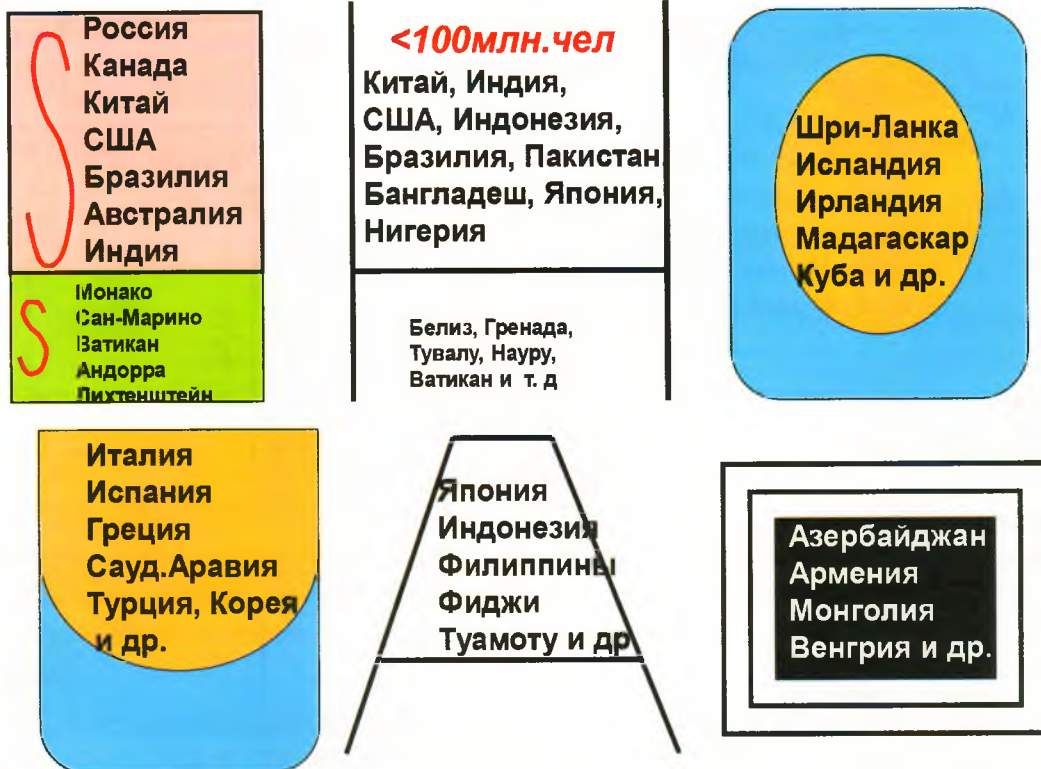 S
Россия
Канада
Китай
США
Бразилия
Австралия
Индия
S
Монако
Сан-Марино
Ватикан
Андорра
Лихтенштейн
<100млн.чел
Китай, Индия,
США, Индонезия,
Бразилия, Пакистан
Бангладеш, Япония,
Нигерия
Белиз, Гренада,
Тувалу, Науру,
Ватикан и т. д
Шри-Ланка
Исландия
Ирландия
Мадагаскар
Куба и др.
Италия
Испания
Греция
Сауд.Аравия
Турция, Корея
и др.
Япония
Индонезия
Филиппины
Фиджи
Туамоту и др
Азербайджан
Армения
Монголия
Венгрия и др.